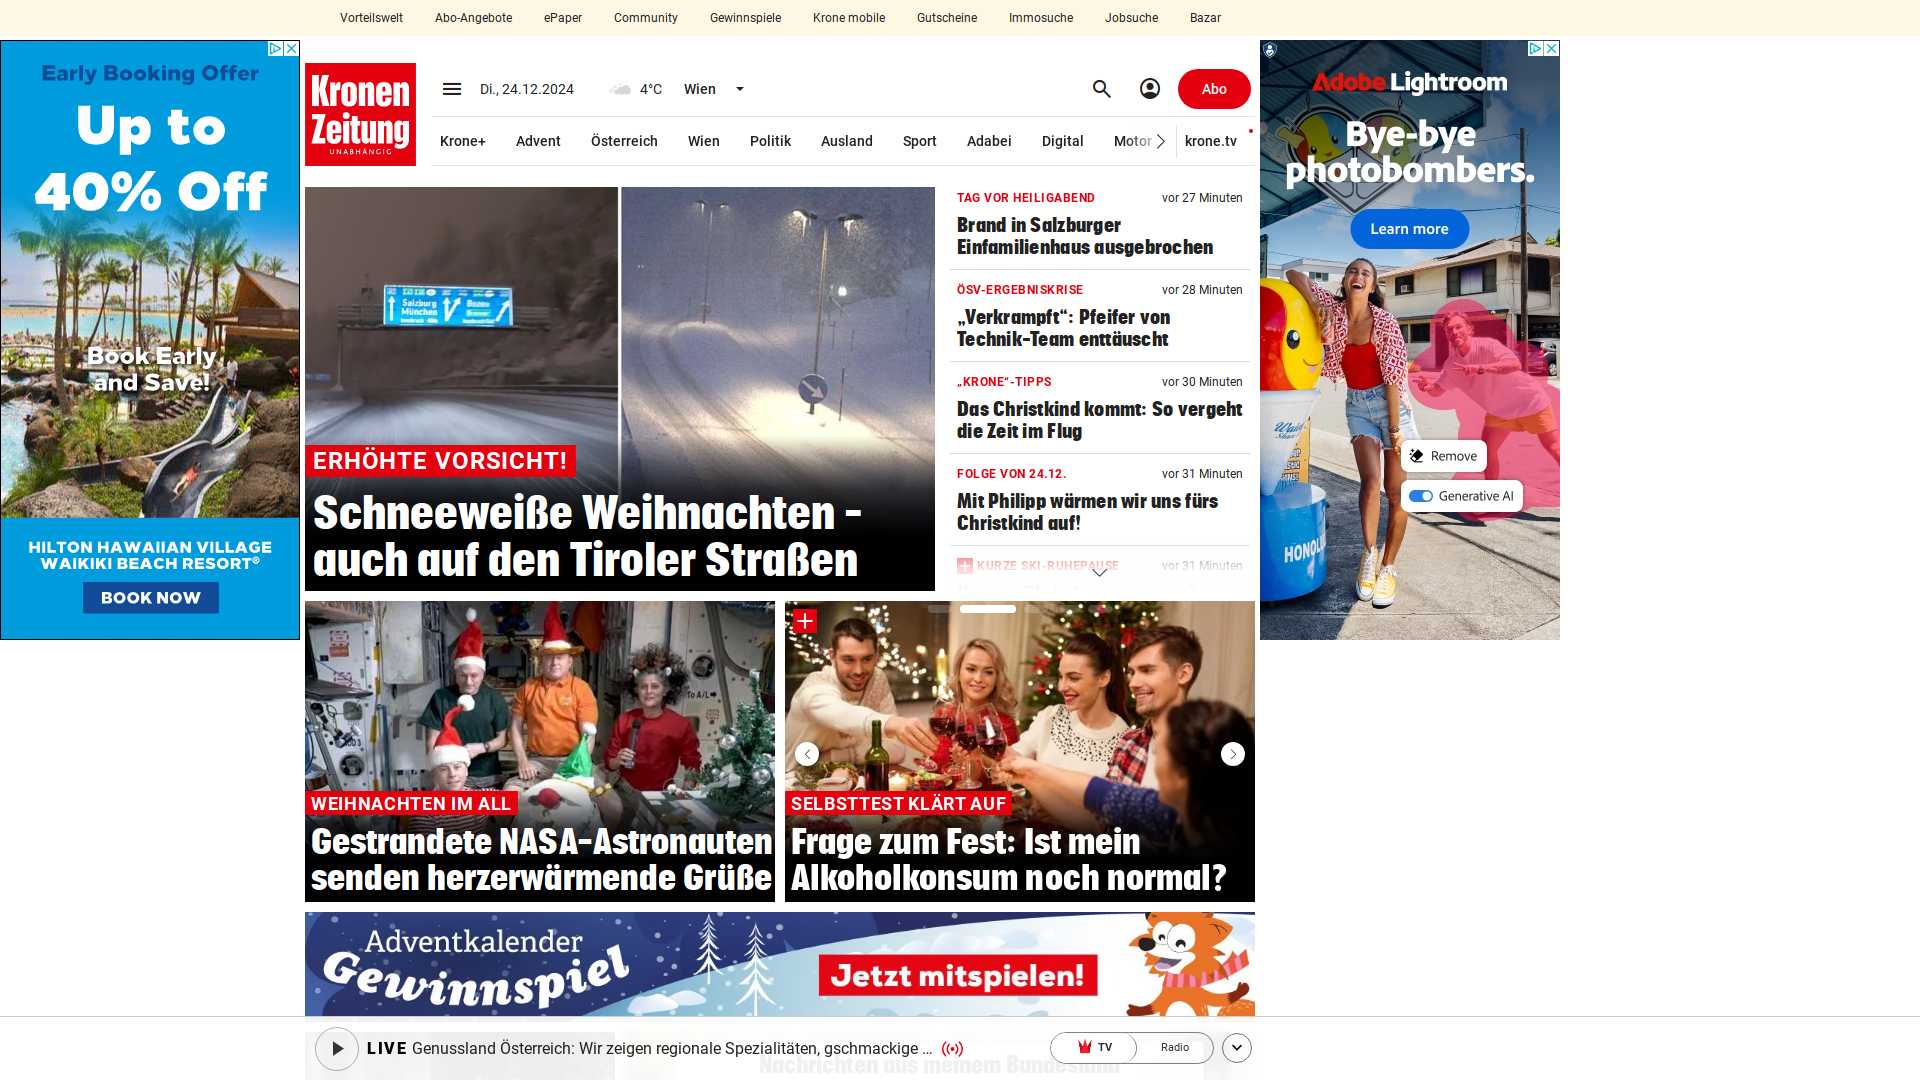 Vorteilswelt Abo-Angebote ePaper Community Gewinnspiele Krone mobile Gutscheine Immosuche Jobsuche Bazar
Early Booking Offer
Up to
40% Off
Book Early
and Save!
HILTON HAWAIIAN VILLAGE
WAIKIKI BEACH RESORT®
BOOK NOW
Kronen
Zeitung
UNABHÄNGIG
Di., 24.12.2024 4°C Wien Abo
Krone+ Advent Österreich Wien Politik Ausland Sport Adabei Digital Motor krone.tv
Salzburg
München
Bozen
ERHÖHTE VORSICHT!
Schneeweiße Weihnachten –
auch auf den Tiroler Straßen
TAG VOR HEILIGABEND vor 27 Minuten
Brand in Salzburger
Einfamilienhaus ausgebrochen
ÖSV-ERGEBNISKRISE vor 28 Minuten
„Verkrampft“: Pfeifer von
Technik-Team enttäuscht
„KRONE“-TIPPS vor 30 Minuten
Das Christkind kommt: So vergeht
die Zeit im Flug
FOLGE VON 24.12. vor 31 Minuten
Mit Philipp wärmen wir uns fürs
Christkind auf!
KURZE SKI-RUHEPAUSE vor 31 Minuten
To A/L
WEIHNACHTEN IM ALL
Gestrandete NASA-Astronauten
senden herzerwärmende Grüße
SELBSTTEST KLÄRT AUF
Frage zum Fest: Ist mein
Alkoholkonsum noch normal?
Adobe Lightroom
Bye-bye
photobombers.
Learn more
Remove
Generative AI
Adventkalender
Gewinnspiel
Jetzt mitspielen!
LIVE Genussland Österreich: Wir zeigen regionale Spezialitäten, gschmackige ... TV Radio
Nachrichten aus meinem Bundesland